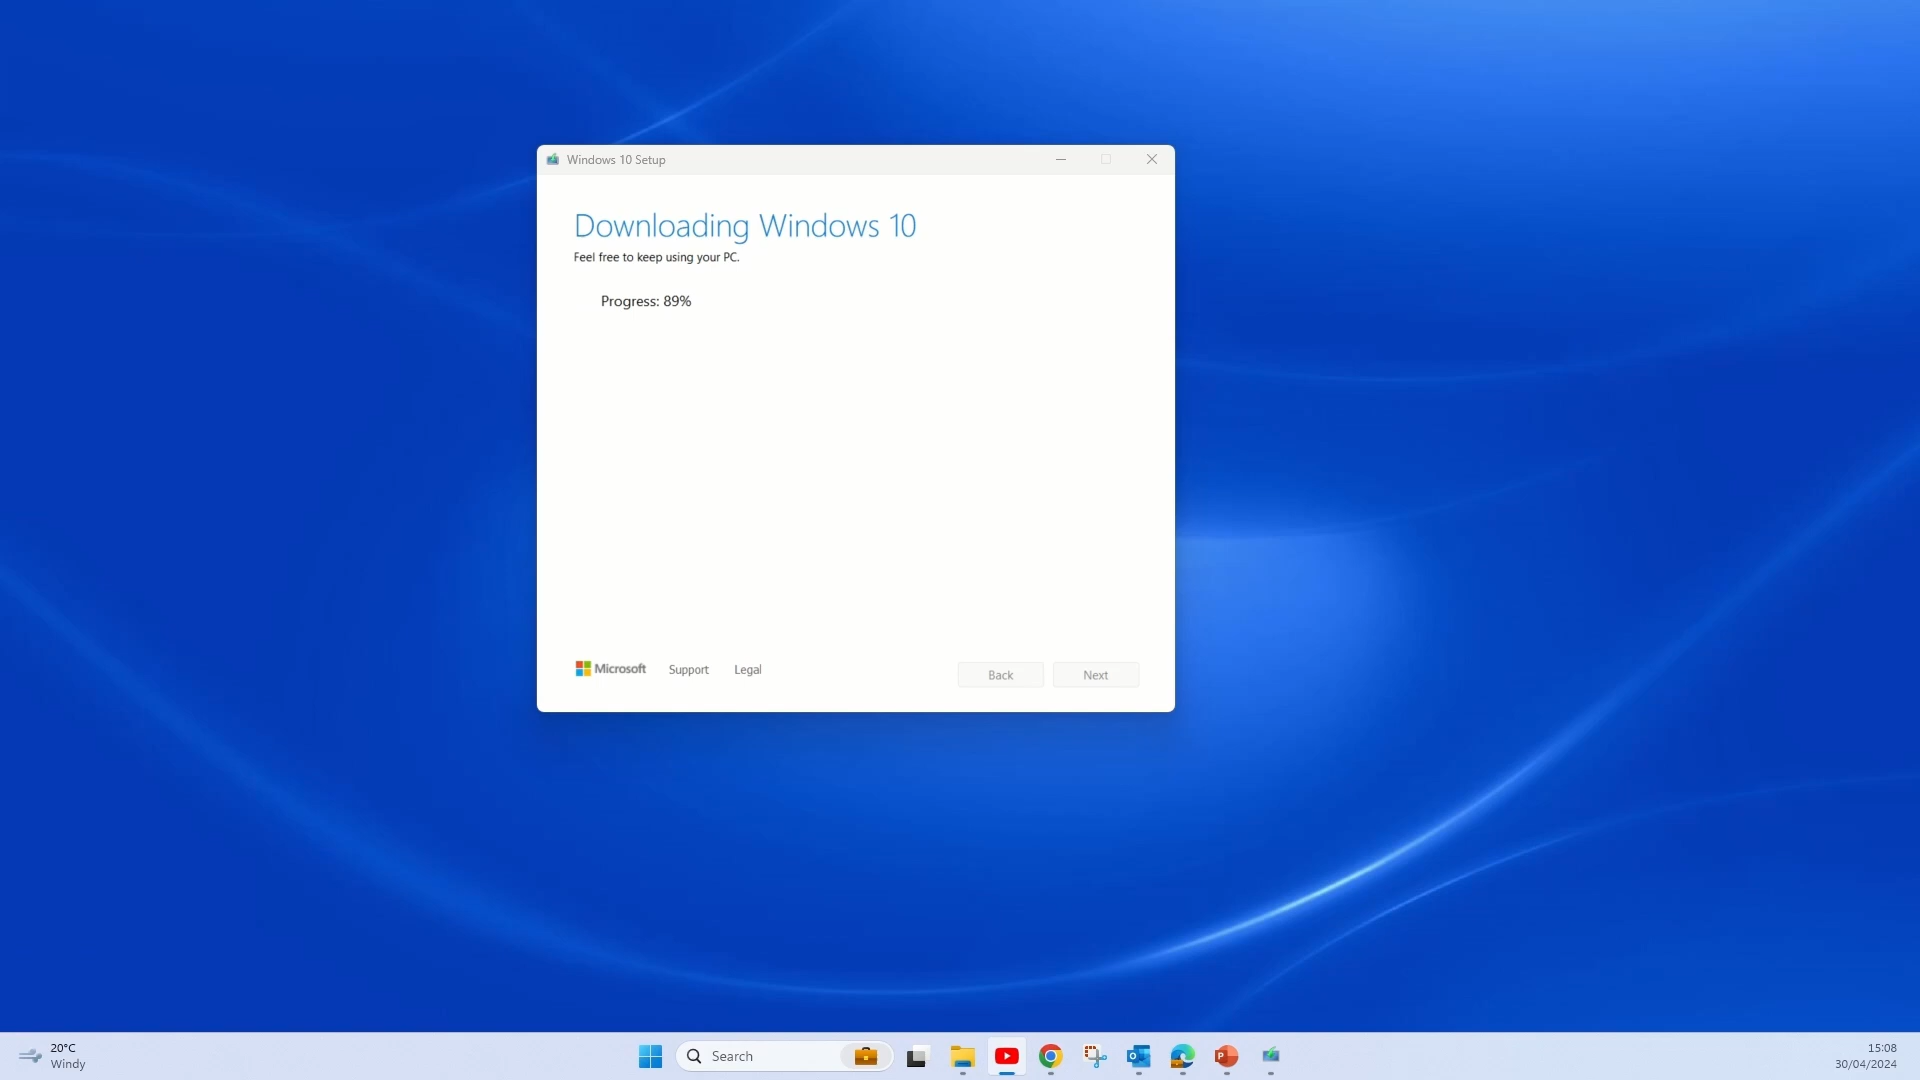 Windows 10 Setup
Downloading Windows 10
Feel free to keep using your PC.
Progress: 89%
Microsoft Support Legal Back Next
20°C
Windy
Search
15:08
30/04/2024